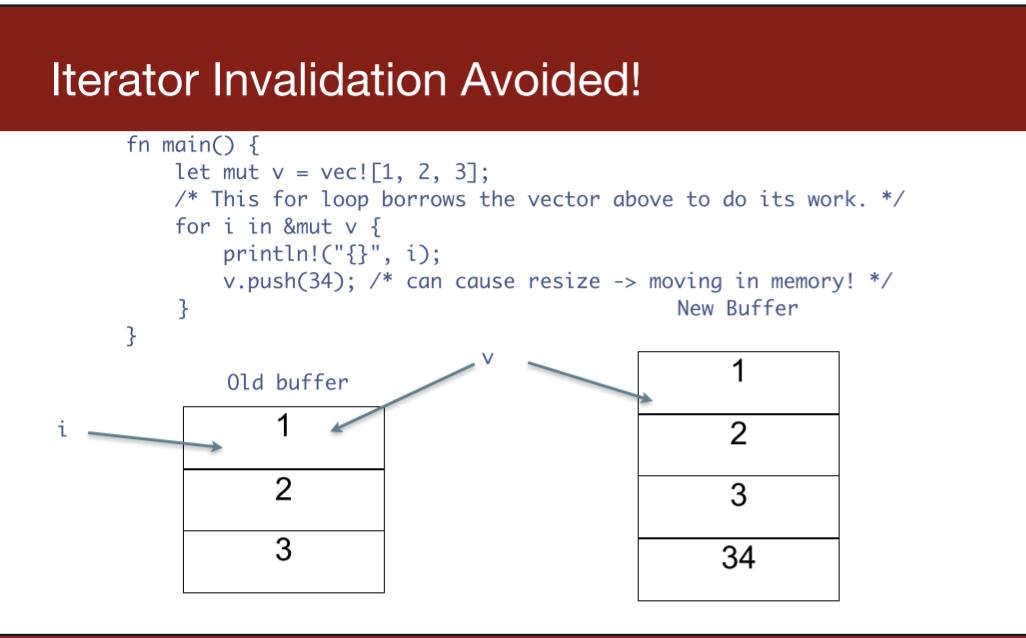 Iterator Invalidation Avoided!
fn main() {
    let mut v = vec![1, 2, 3];
    /* This for loop borrows the vector above to do its work. */
    for i in &mut v {
        println!("{}", i);
        v.push(34); /* can cause resize -> moving in memory! */
    }
}
New Buffer
v
Old buffer
i
1
2
3
1
2
3
34